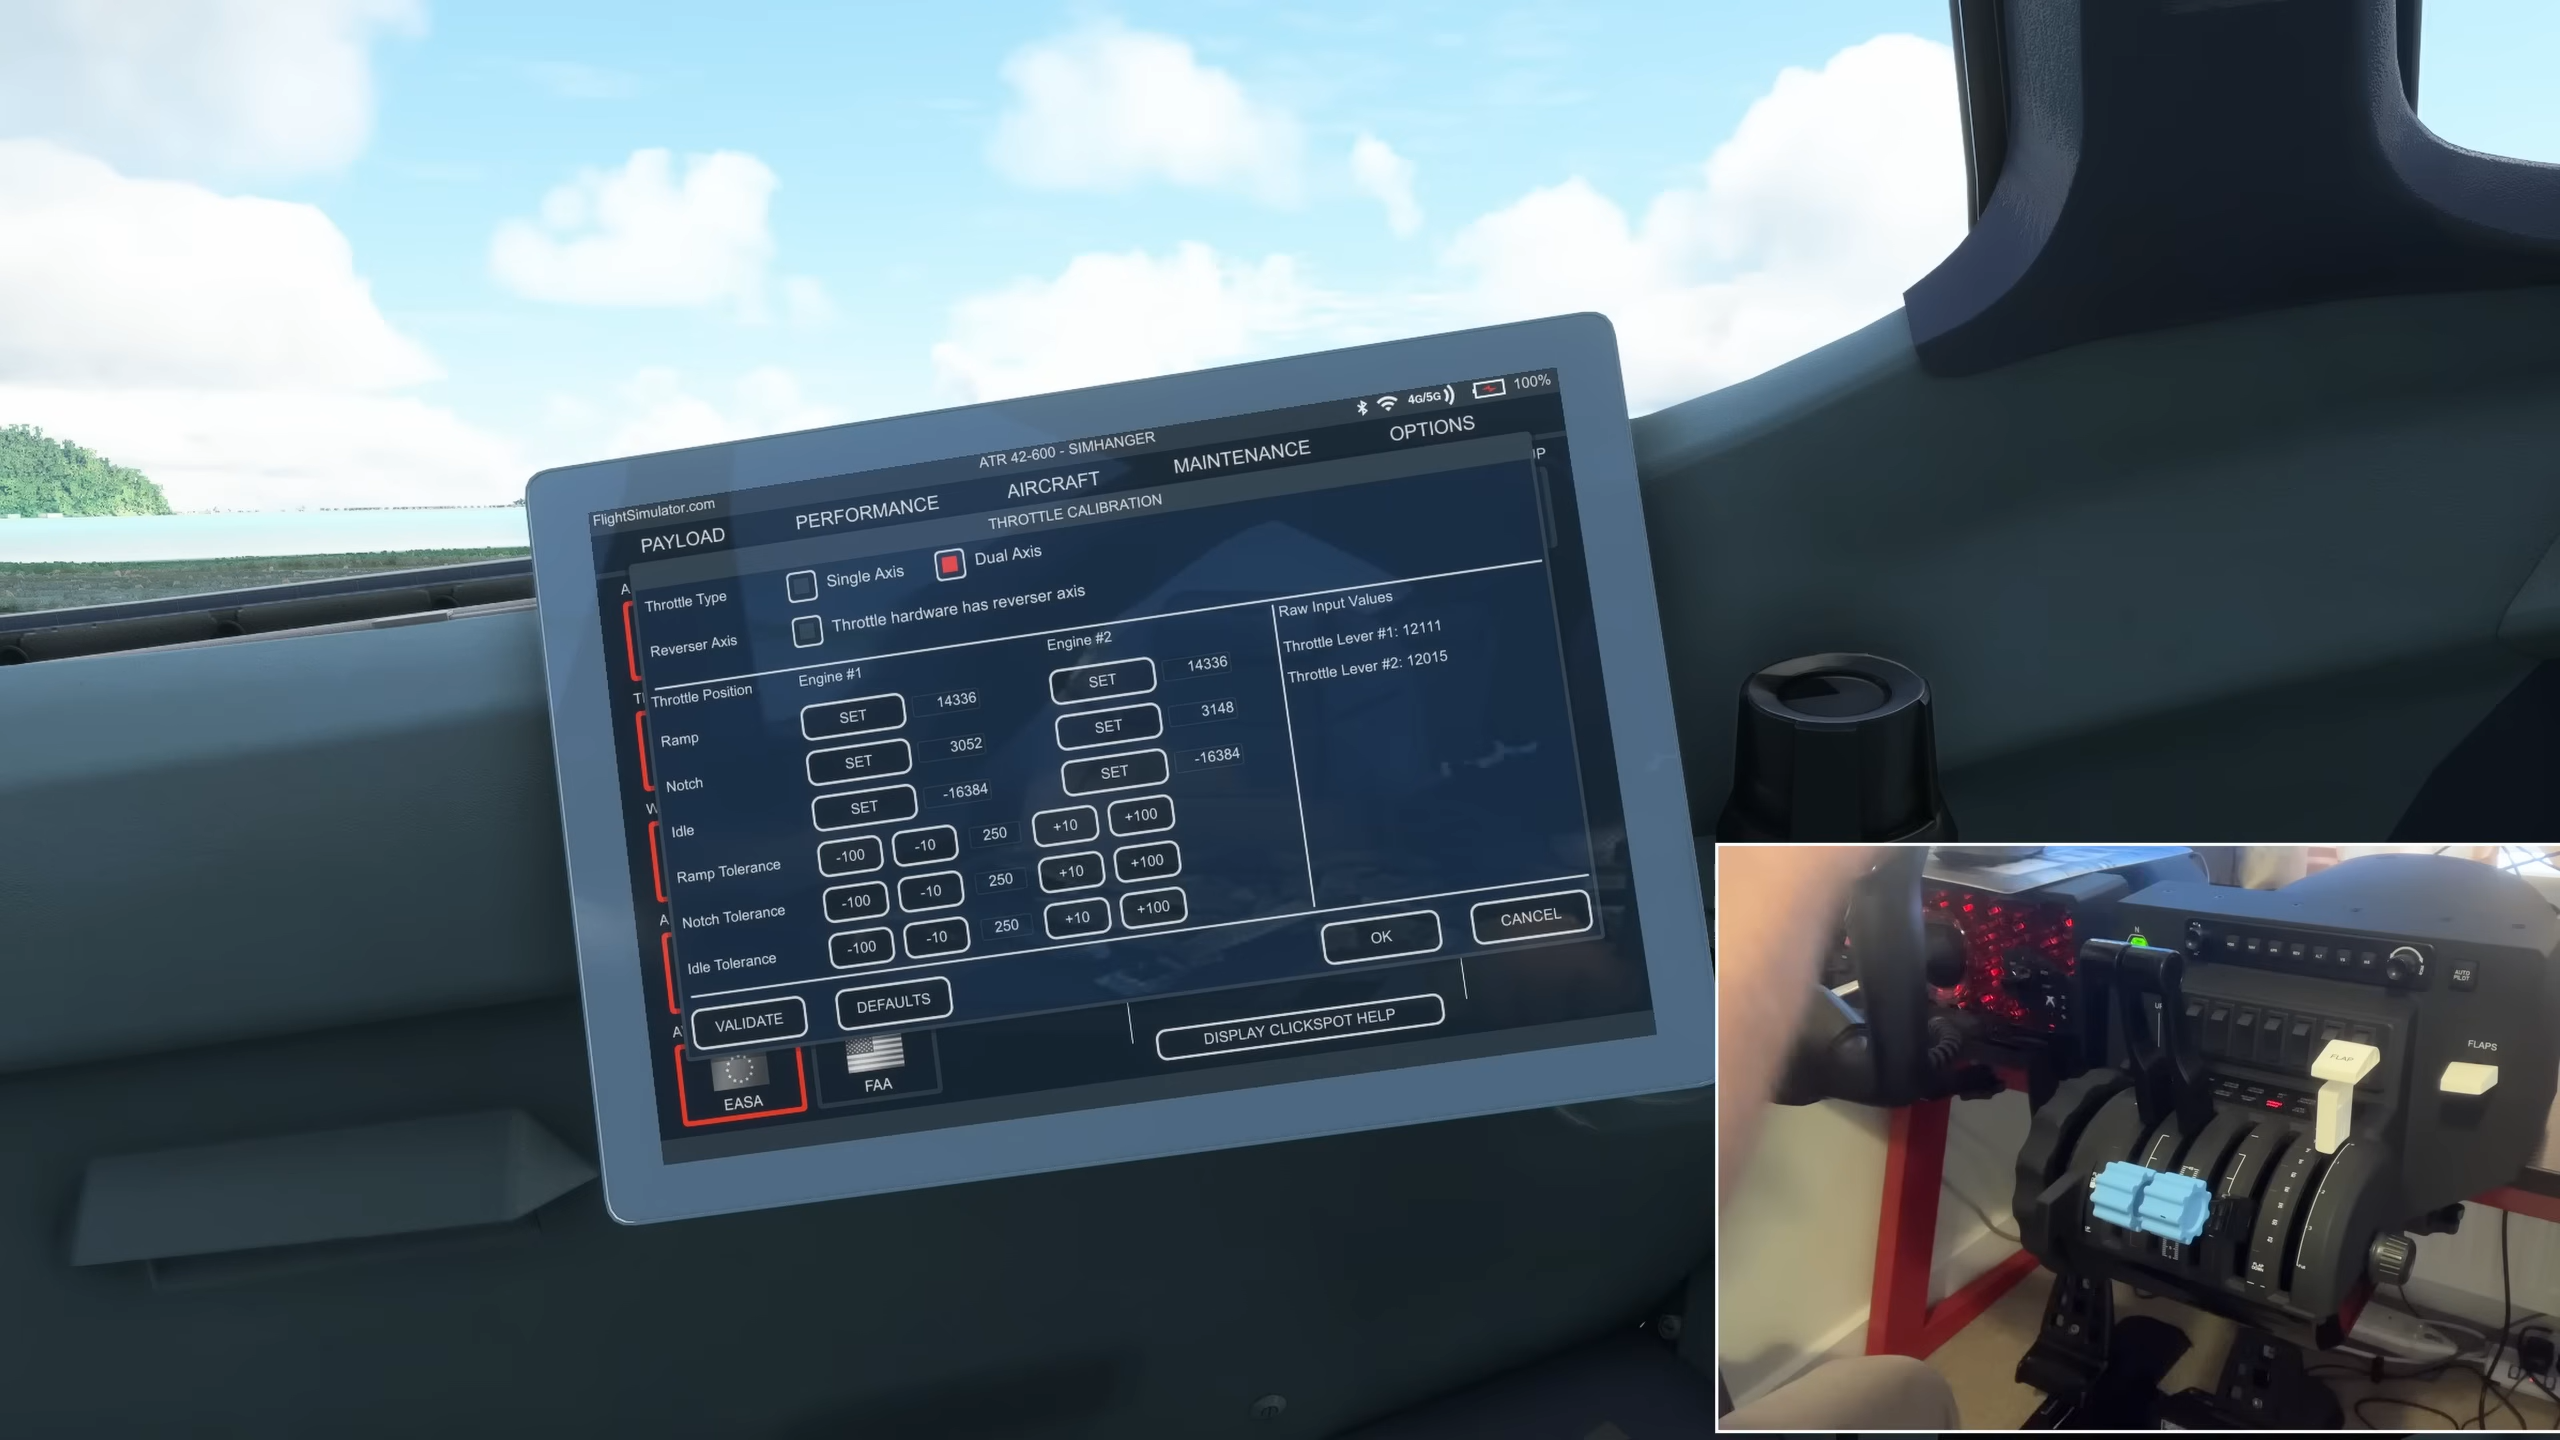 4G/5G 100%
ATR 42-600 - SIMHANGER
FlightSimulator.com
PAYLOAD PERFORMANCE AIRCRAFT MAINTENANCE OPTIONS
THROTTLE CALIBRATION
Throttle Type Single Axis Dual Axis
Reverser Axis Throttle hardware has reverser axis
Throttle Position Engine #1 Engine #2
Ramp SET 14336 SET 14336
Notch SET 3052 SET 3148
Idle SET -16384 SET -16384
Ramp Tolerance -100 -10 250 +10 +100
Notch Tolerance -100 -10 250 +10 +100
Idle Tolerance -100 -10 250 +10 +100
Raw Input Values
Throttle Lever #1: 12111
Throttle Lever #2: 12015
OK CANCEL
VALIDATE DEFAULTS
DISPLAY CLICKSPOT HELP
EASA FAA
N
AUTO
PILOT
FLAP
FLAPS